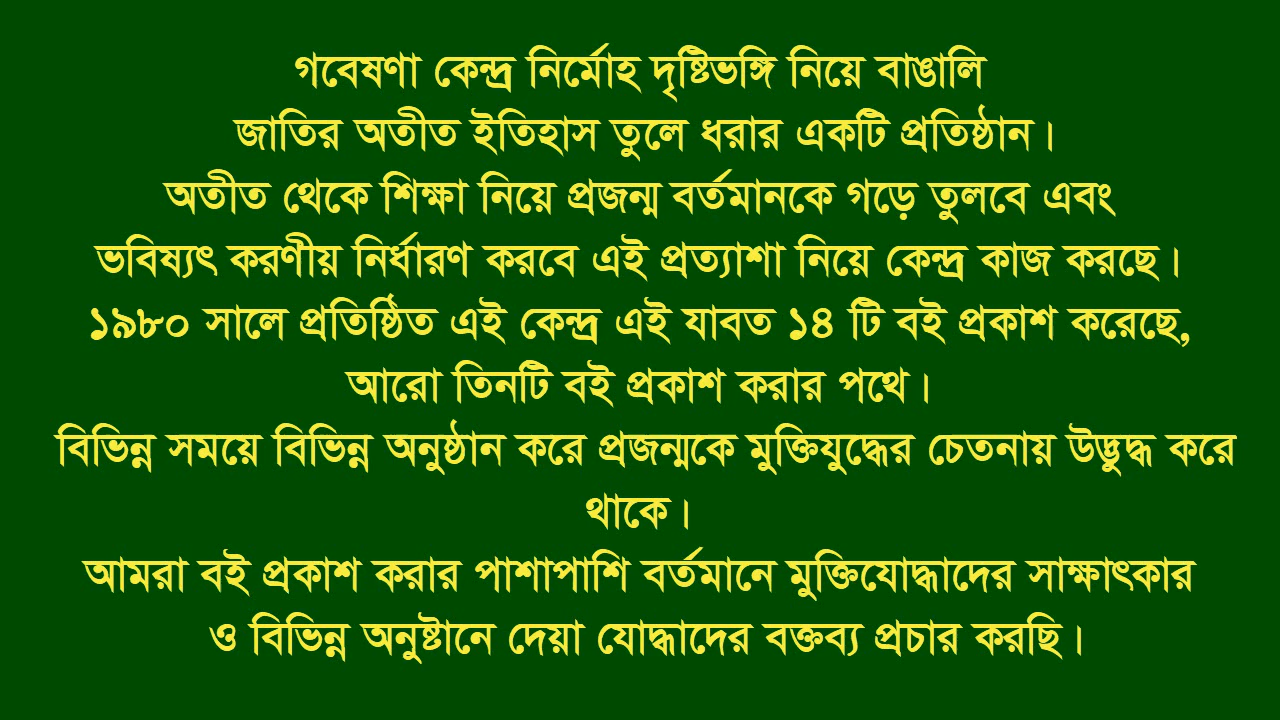 গবেষণা কেন্দ্র নির্মোহ দৃষ্টিভঙ্গি নিয়ে বাঙালি
জাতির অতীত ইতিহাস তুলে ধরার একটি প্রতিষ্ঠান।
অতীত থেকে শিক্ষা নিয়ে প্রজন্ম বর্তমানকে গড়ে তুলবে এবং
ভবিষ্যৎ করণীয় নির্ধারণ করবে এই প্রত্যাশা নিয়ে কেন্দ্র কাজ করছে।
১৯৮০ সালে প্রতিষ্ঠিত এই কেন্দ্র এই যাবত ১৪ টি বই প্রকাশ করেছে,
আরো তিনটি বই প্রকাশ করার পথে।
বিভিন্ন সময়ে বিভিন্ন অনুষ্ঠান করে প্রজন্মকে মুক্তিযুদ্ধের চেতনায় উদ্ভুদ্ধ করে
থাকে।
আমরা বই প্রকাশ করার পাশাপাশি বর্তমানে মুক্তিযোদ্ধাদের সাক্ষাৎকার
ও বিভিন্ন অনুষ্টানে দেয়া যোদ্ধাদের বক্তব্য প্রচার করছি।